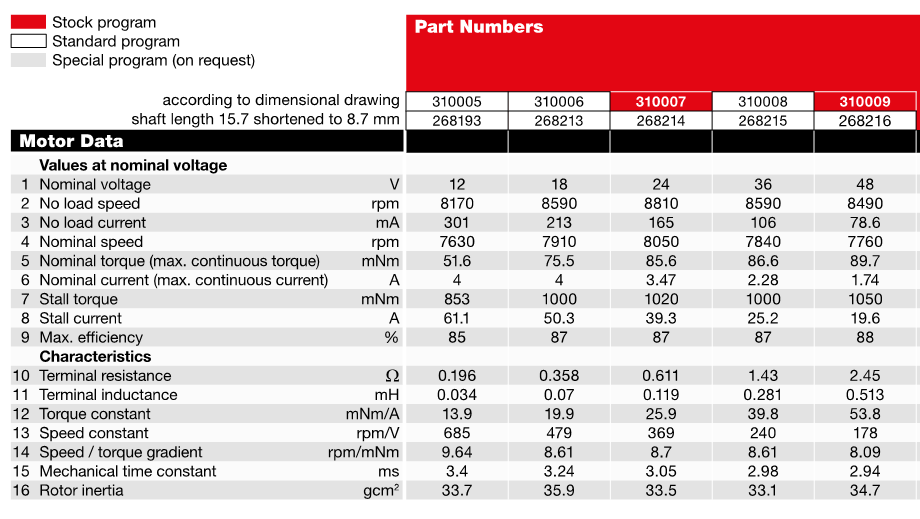 Stock program
Standard program
Special program (on request)
Part Numbers
according to dimensional drawing 310005 310006 310007 310008 310009
shaft length 15.7 shortened to 8.7 mm 268193 268213 268214 268215 268216
Motor Data
Values at nominal voltage
1 Nominal voltage V 12 18 24 36 48
2 No load speed rpm 8170 8590 8810 8590 8490
3 No load current mA 301 213 165 106 78.6
4 Nominal speed rpm 7630 7910 8050 7840 7760
5 Nominal torque (max. continuous torque) mNm 51.6 75.5 85.6 86.6 89.7
6 Nominal current (max. continuous current) A 4 4 3.47 2.28 1.74
7 Stall torque mNm 853 1000 1020 1000 1050
8 Stall current A 61.1 50.3 39.3 25.2 19.6
9 Max. efficiency % 85 87 87 87 88
Characteristics
10 Terminal resistance Ω 0.196 0.358 0.611 1.43 2.45
11 Terminal inductance mH 0.034 0.07 0.119 0.281 0.513
12 Torque constant mNm/A 13.9 19.9 25.9 39.8 53.8
13 Speed constant rpm/V 685 479 369 240 178
14 Speed / torque gradient rpm/mNm 9.64 8.61 8.7 8.61 8.09
15 Mechanical time constant ms 3.4 3.24 3.05 2.98 2.94
16 Rotor inertia gcm² 33.7 35.9 33.5 33.1 34.7